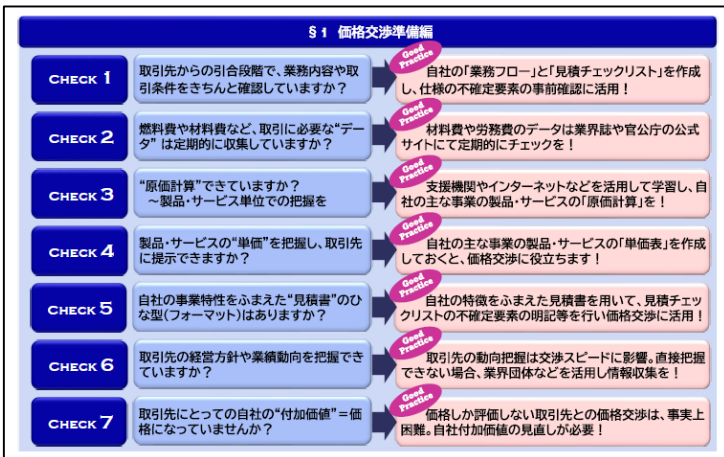 §1 価格交渉準備編
CHECK 1
取引先からの引合段階で、業務内容や取
引条件をきちんと確認していますか？
Good Practice
自社の「業務フロー」と「見積チェックリスト」を作成
し、仕様の不確定要素の事前確認に活用！
CHECK 2
燃料費や材料費など、取引に必要な“デー
タ” は定期的に収集していますか？
Good Practice
材料費や労務費のデータは業界誌や官公庁の公式
サイトにて定期的にチェックを！
CHECK 3
“原価計算”できていますか？
～製品・サービス単位での把握を
Good Practice
支援機関やインターネットなどを活用して学習し、自
社の主な事業の製品・サービスの「原価計算」を！
CHECK 4
製品・サービスの“単価”を把握し、取引先
に提示できますか？
Good Practice
自社の主な事業の製品・サービスの「単価表」を作成
しておくと、価格交渉に役立ちます！
CHECK 5
自社の事業特性をふまえた“見積書”のひ
な型（フォーマット）はありますか？
Good Practice
自社の特徴をふまえた見積書を用いて、見積チェッ
クリストの不確定要素の明記等を行い価格交渉に活用！
CHECK 6
取引先の経営方針や業績動向を把握でき
ていますか？
Good Practice
取引先の動向把握は交渉スピードに影響。直接把握
できない場合、業界団体などを活用し情報収集を！
CHECK 7
取引先にとっての自社の“付加価値”＝価
格になっていませんか？
Good Practice
価格しか評価しない取引先との価格交渉は、事実上
困難。自社付加価値の見直しが必要！